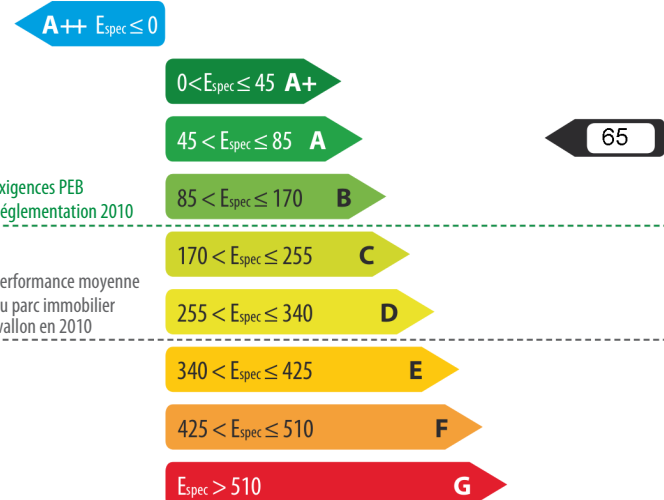 A++ Espec ≤ 0
0<Espec≤ 45 A+
45 < Espec ≤ 85 A
65
xigences PEB
églementation 2010
85 < Espec ≤ 170 B
170 < Espec ≤ 255 C
erformance moyenne
u parc immobilier
vallon en 2010
255 < Espec ≤ 340 D
340 < Espec ≤ 425 E
425 < Espec ≤ 510 F
Espec > 510 G